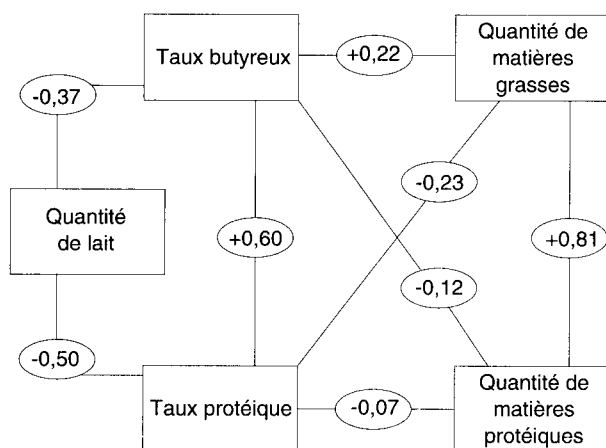 Taux butyreux
+0,22
Quantité de
matières
grasses
-0,37
-0,23
Quantité
de lait
+0,60
+0,81
-0,12
-0,50
Taux protéique
-0,07
Quantité de
matières
protéiques